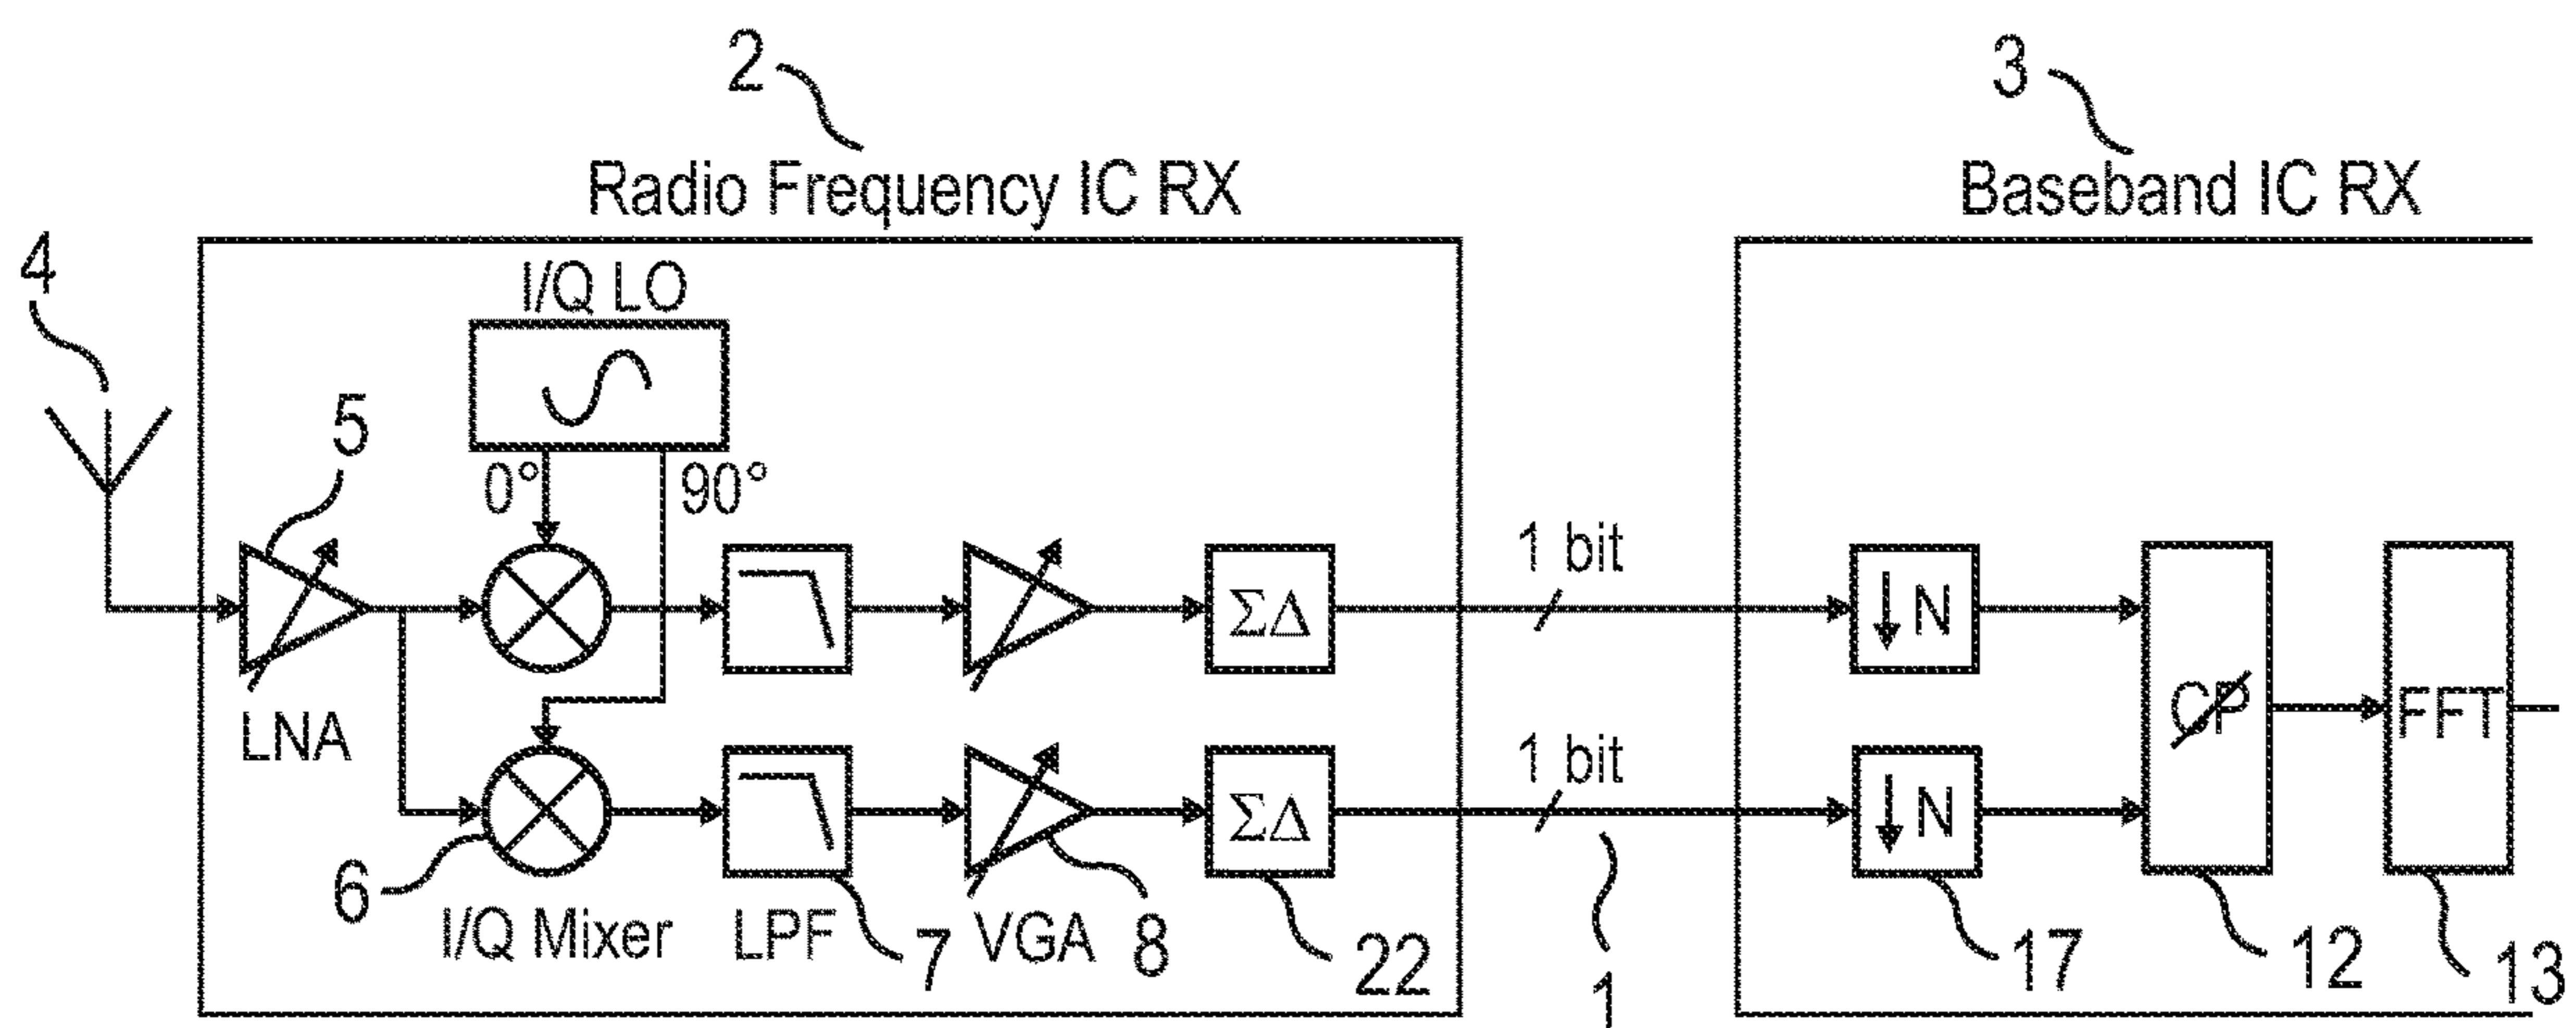 2
3
Radio Frequency IC RX
Baseband IC RX
4
I/Q LO
5
0°
90°
1 bit
ΣΔ
↓N
LNA
CP
FFT
1 bit
ΣΔ
↓N
6
I/Q Mixer
LPF
7
VGA
8
22
1
17
12
13